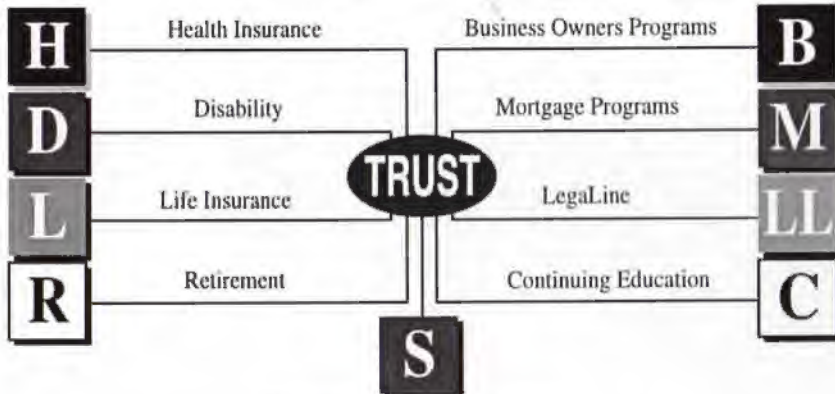 H Health Insurance Business Owners Programs B
D Disability Mortgage Programs M
TRUST
L Life Insurance LegaLine LL
R Retirement Continuing Education C
S